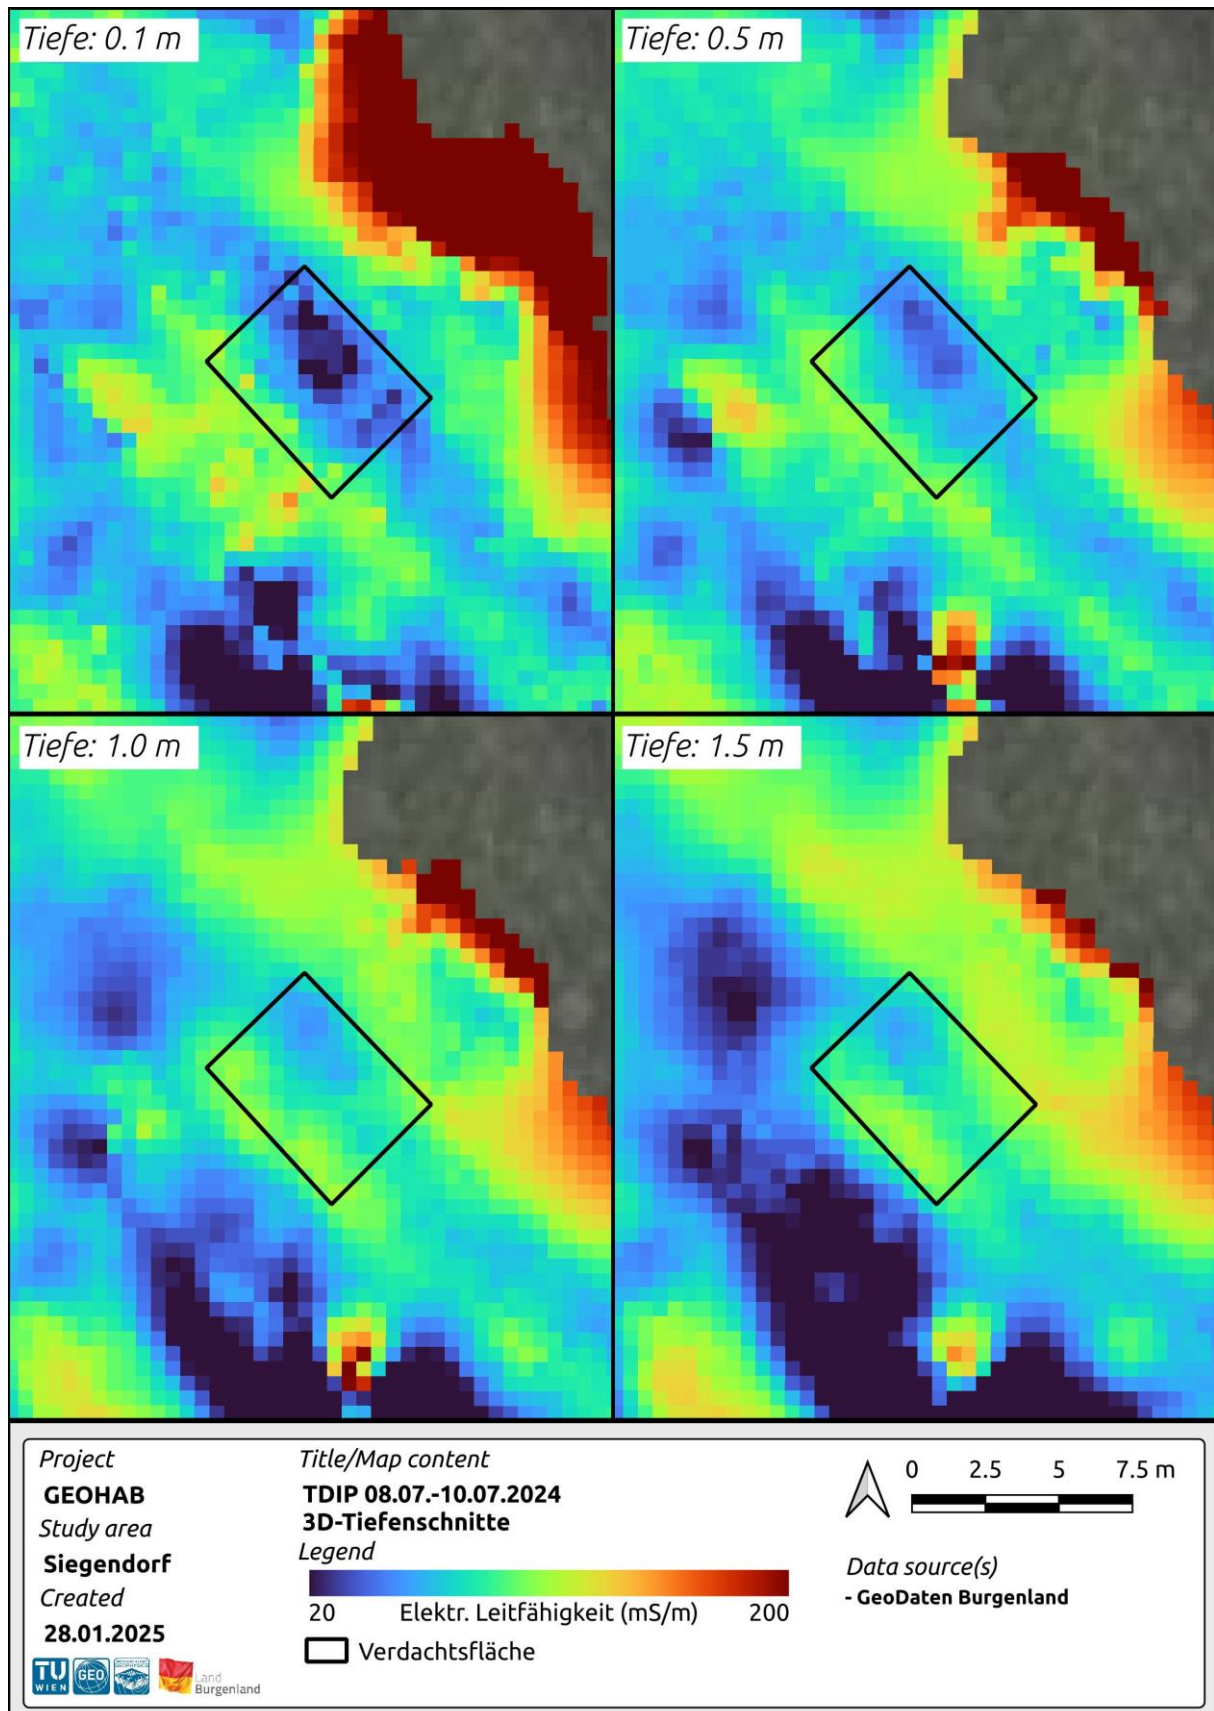 Tiefe: 0.1 m
Tiefe: 0.5 m
Tiefe: 1.0 m
Tiefe: 1.5 m
Project
GEOHAB
Study area
Siegendorf
Created
28.01.2025
TU
WIEN
GEO
Land
Burgenland
Title/Map content
TDIP 08.07.-10.07.2024
3D-Tiefenschnitte
Legend
20 Elektr. Leitfähigkeit (mS/m) 200
Verdachtsfläche
0 2.5 5 7.5 m
Data source(s)
- GeoDaten Burgenland